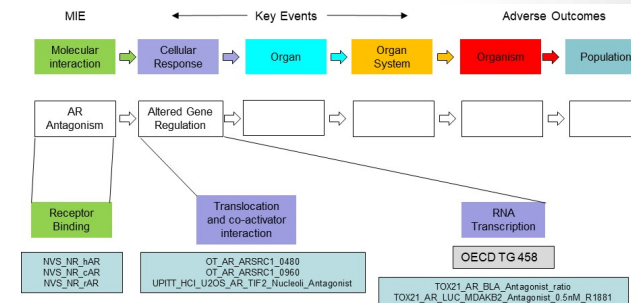 MIE
Key Events
Adverse Outcomes
Molecular
interaction
Cellular
Response
Organ
Organ
System
Organism
Population
AR
Antagonism
Altered Gene
Regulation
Receptor
Binding
Translocation
and co-activator
interaction
RNA
Transcription
OECD TG 458
NVS_NR_hAR
NVS_NR_cAR
NVS_NR_rAR
OT_AR_ARSRC1_0480
OT_AR_ARSRC1_0960
UPITT_HCI_U2OS_AR_TIF2_Nucleoli_Antagonist
TOX21_AR_BLA_Antagonist_ratio
TOX21_AR_LUC_MDAKB2_Antagonist_0.5nM_R1881